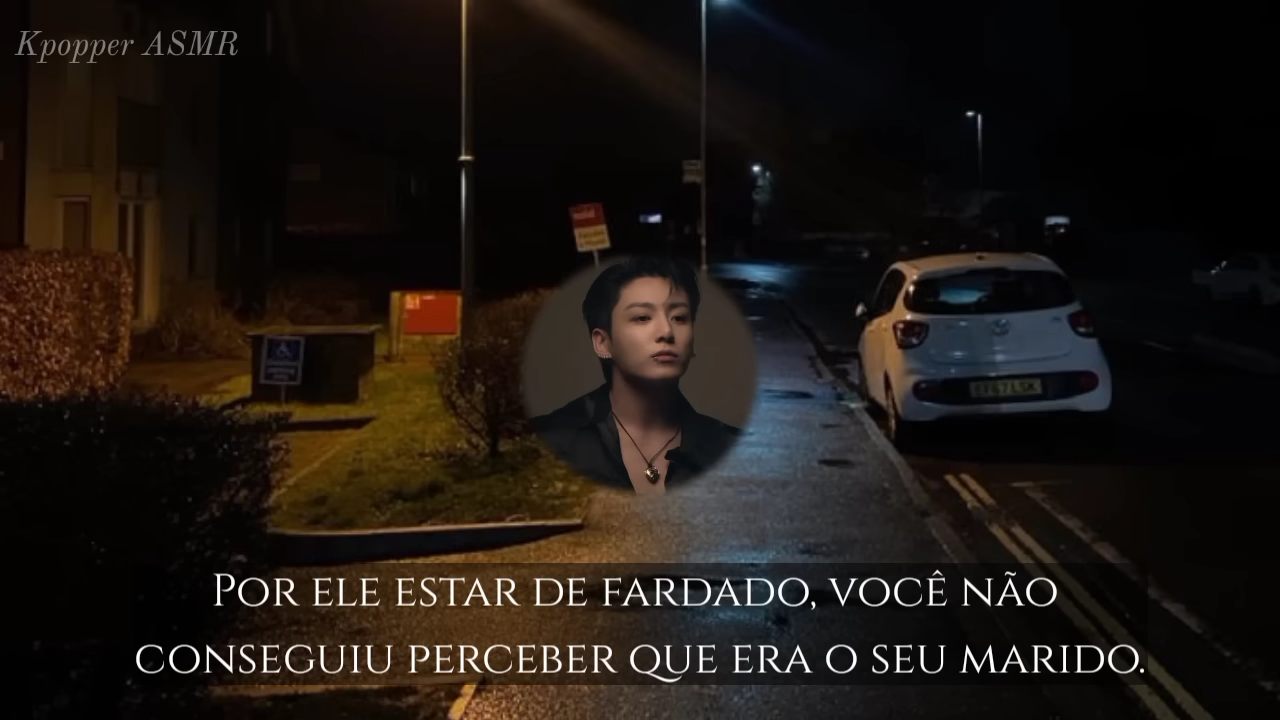 Kpopper ASMR
Por ele estar de fardado, você não
conseguiu perceber que era o seu marido.